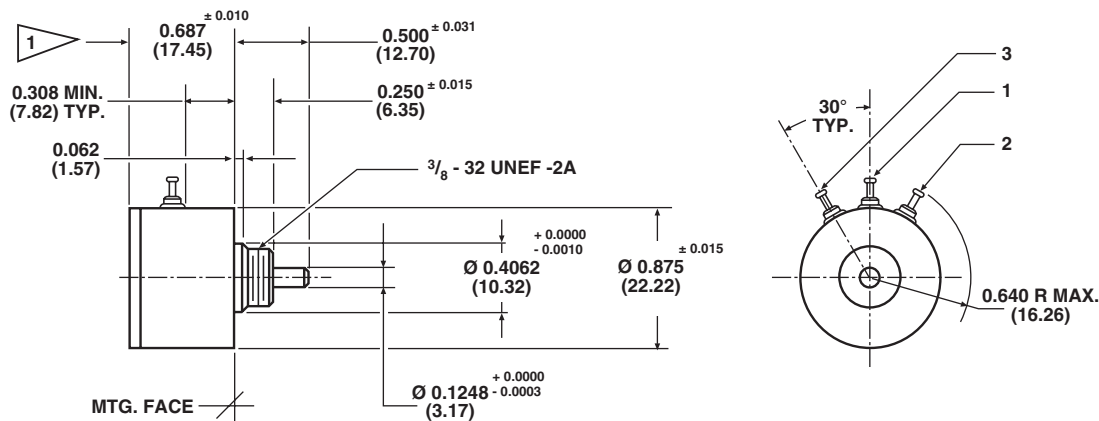 1
0.687 ± 0.010
(17.45)
0.500 ± 0.031
(12.70)
0.308 MIN.
(7.82) TYP.
0.250 ± 0.015
(6.35)
0.062
(1.57)
3/8 - 32 UNEF -2A
Ø 0.4062 + 0.0000 - 0.0010
(10.32)
Ø 0.875 ± 0.015
(22.22)
Ø 0.1248 + 0.0000 - 0.0003
(3.17)
MTG. FACE
30°
TYP.
3
1
2
0.640 R MAX.
(16.26)